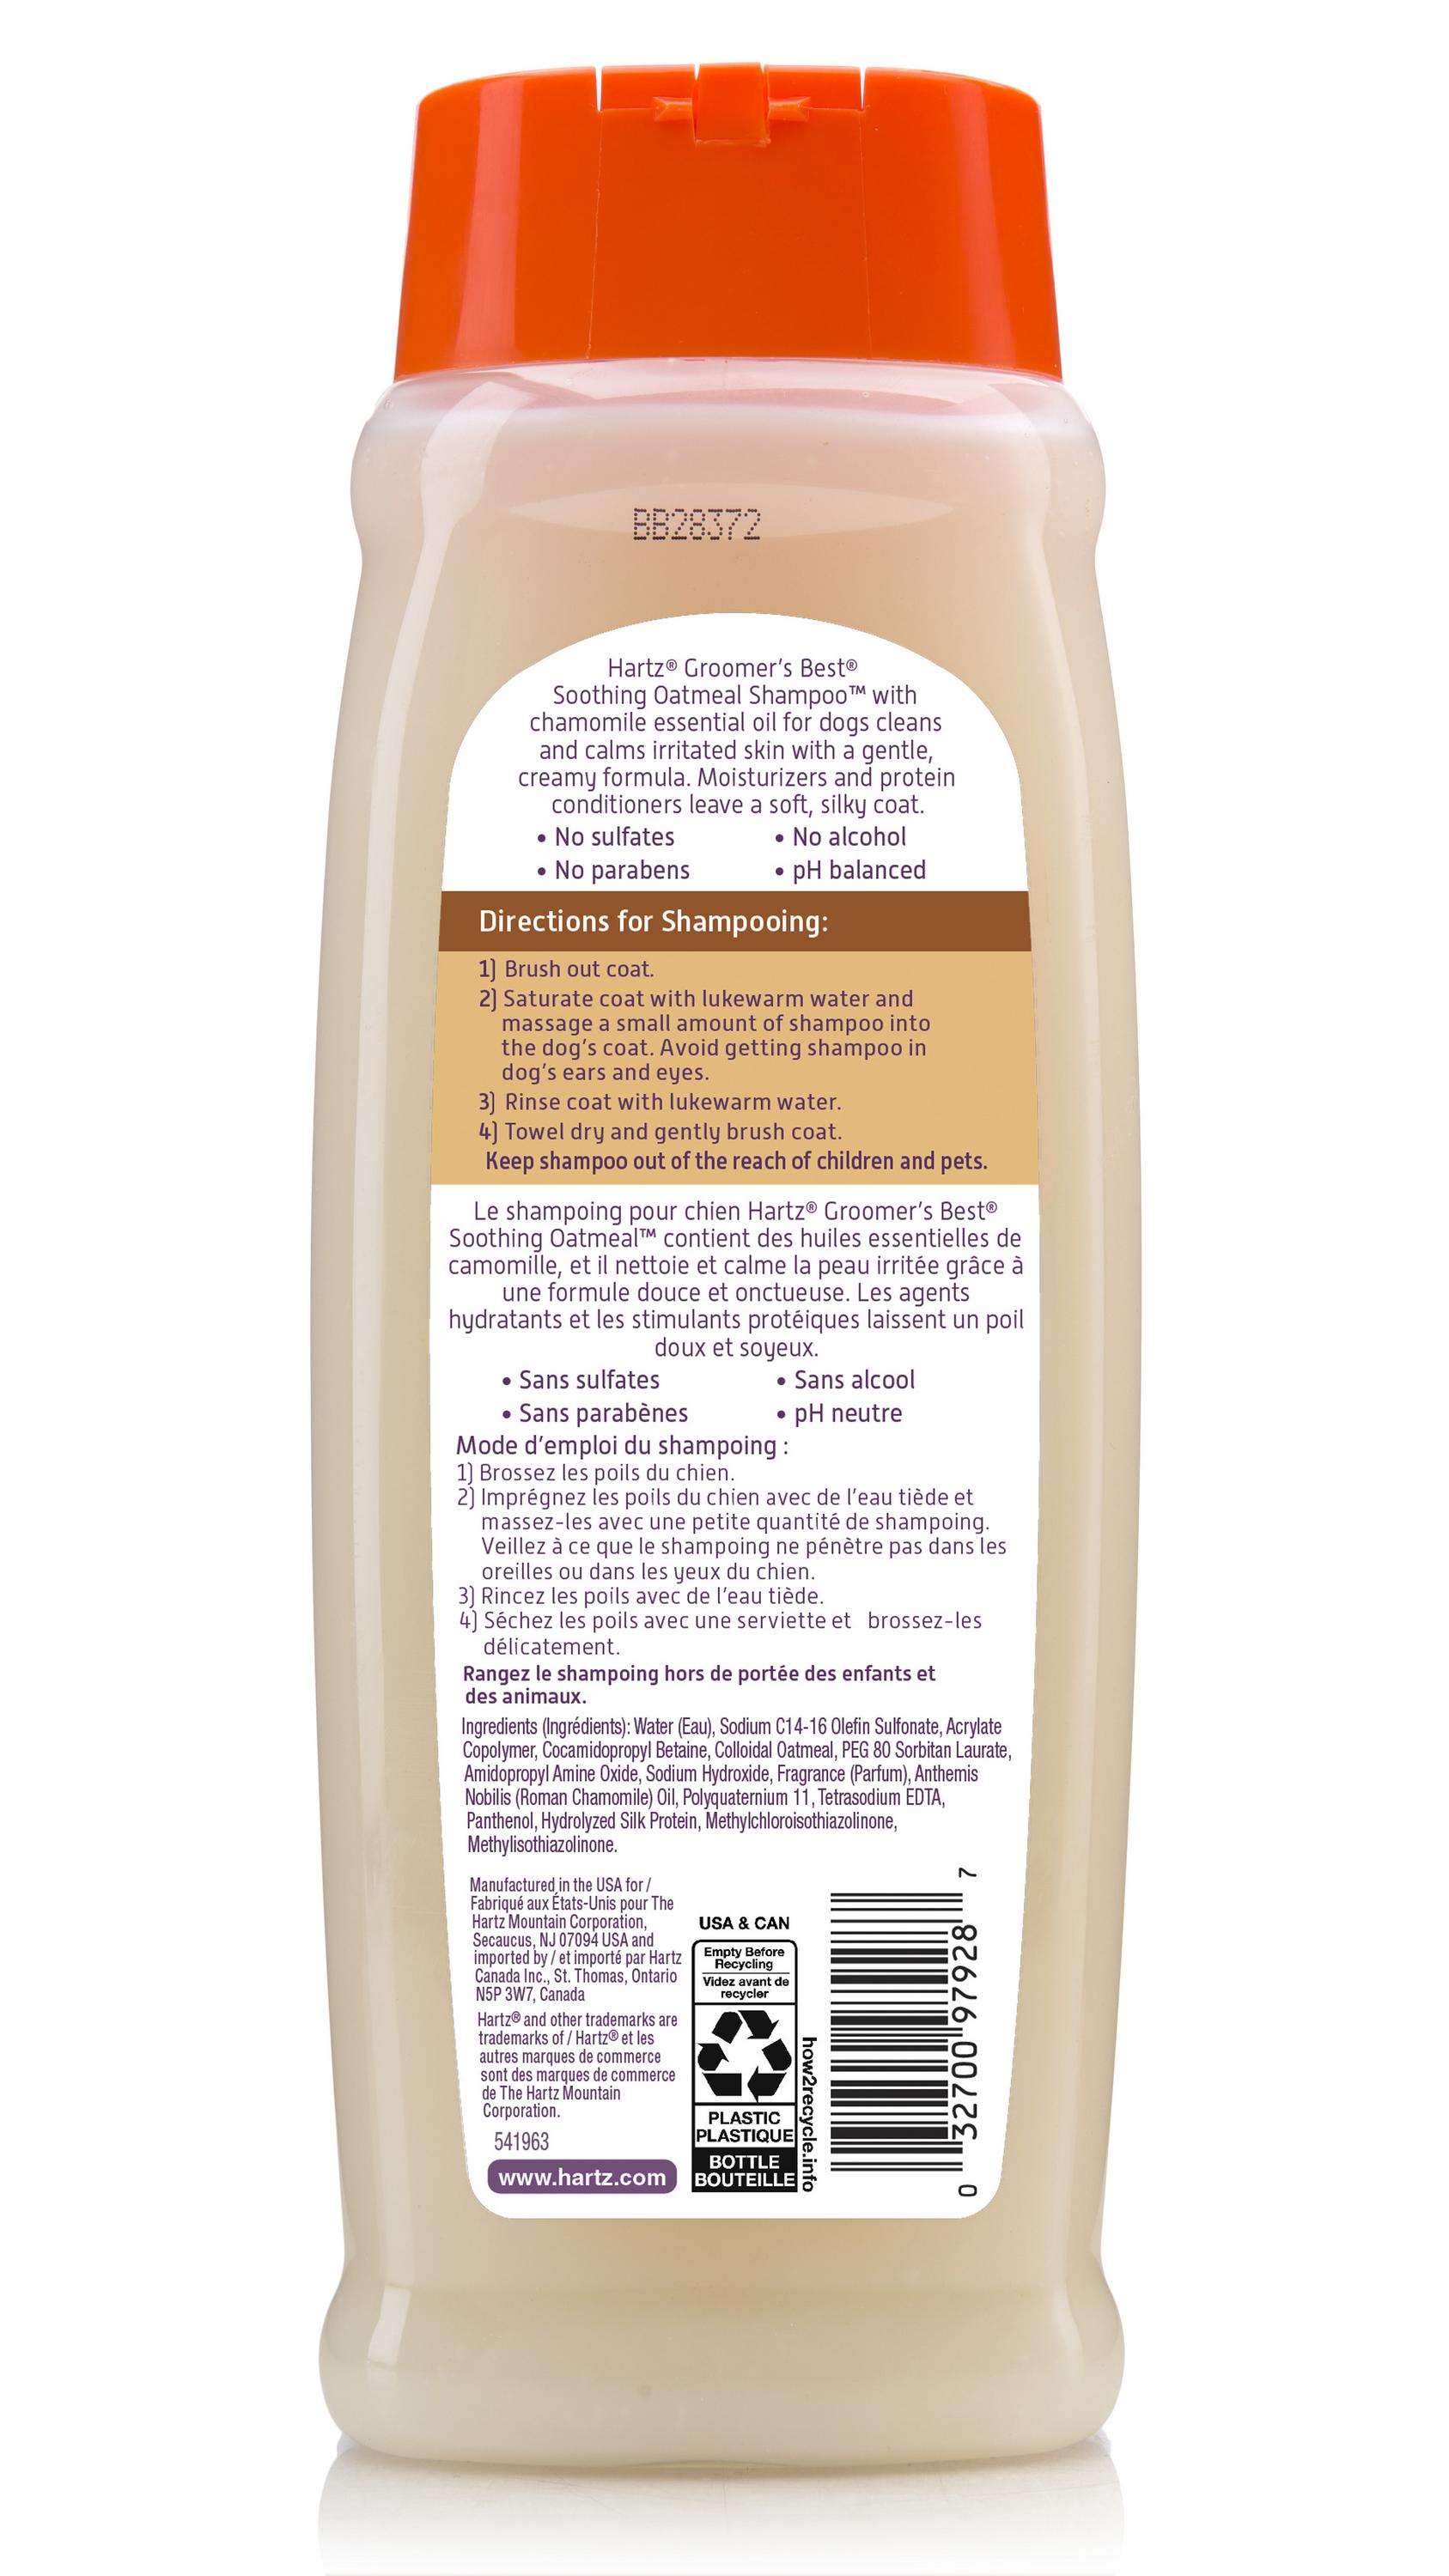 BB28372
Hartz® Groomer's Best®
Soothing Oatmeal Shampoo™ with
chamomile essential oil for dogs cleans
and calms irritated skin with a gentle,
creamy formula. Moisturizers and protein
conditioners leave a soft, silky coat.
• No sulfates • No alcohol
• No parabens • pH balanced
Directions for Shampooing:
1) Brush out coat.
2) Saturate coat with lukewarm water and
massage a small amount of shampoo into
the dog's coat. Avoid getting shampoo in
dog's ears and eyes.
3) Rinse coat with lukewarm water.
4) Towel dry and gently brush coat.
Keep shampoo out of the reach of children and pets.
Le shampoing pour chien Hartz® Groomer's Best®
Soothing Oatmeal™ contient des huiles essentielles de
camomille, et il nettoie et calme la peau irritée grâce à
une formule douce et onctueuse. Les agents
hydratants et les stimulants protéiques laissent un poil
doux et soyeux.
• Sans sulfates • Sans alcool
• Sans parabènes • pH neutre
Mode d'emploi du shampoing :
1) Brossez les poils du chien.
2) Imprégnez les poils du chien avec de l'eau tiède et
massez-les avec une petite quantité de shampoing.
Veillez à ce que le shampoing ne pénètre pas dans les
oreilles ou dans les yeux du chien.
3) Rincez les poils avec de l'eau tiède.
4) Séchez les poils avec une serviette et brossez-les
délicatement.
Rangez le shampoing hors de portée des enfants et
des animaux.
Ingredients (Ingrédients): Water (Eau), Sodium C14-16 Olefin Sulfonate, Acrylate
Copolymer, Cocamidopropyl Betaine, Colloidal Oatmeal, PEG 80 Sorbitan Laurate,
Amidopropyl Amine Oxide, Sodium Hydroxide, Fragrance (Parfum), Anthemis
Nobilis (Roman Chamomile) Oil, Polyquaternium 11, Tetrasodium EDTA,
Panthenol, Hydrolyzed Silk Protein, Methylchloroisothiazolinone,
Methylisothiazolinone.
Manufactured in the USA for /
Fabriqué aux États-Unis pour The
Hartz Mountain Corporation,
Secaucus, NJ 07094 USA and
imported by / et importé par Hartz
Canada Inc., St. Thomas, Ontario
N5P 3W7, Canada
Hartz® and other trademarks are
trademarks of / Hartz® et les
autres marques de commerce
sont des marques de commerce
de The Hartz Mountain
Corporation.
541963
www.hartz.com
USA & CAN
Empty Before
Recycling
Videz avant de
recycler
PLASTIC
PLASTIQUE
BOTTLE
BOUTEILLE
how2recycle.info
0 32700 97928 7